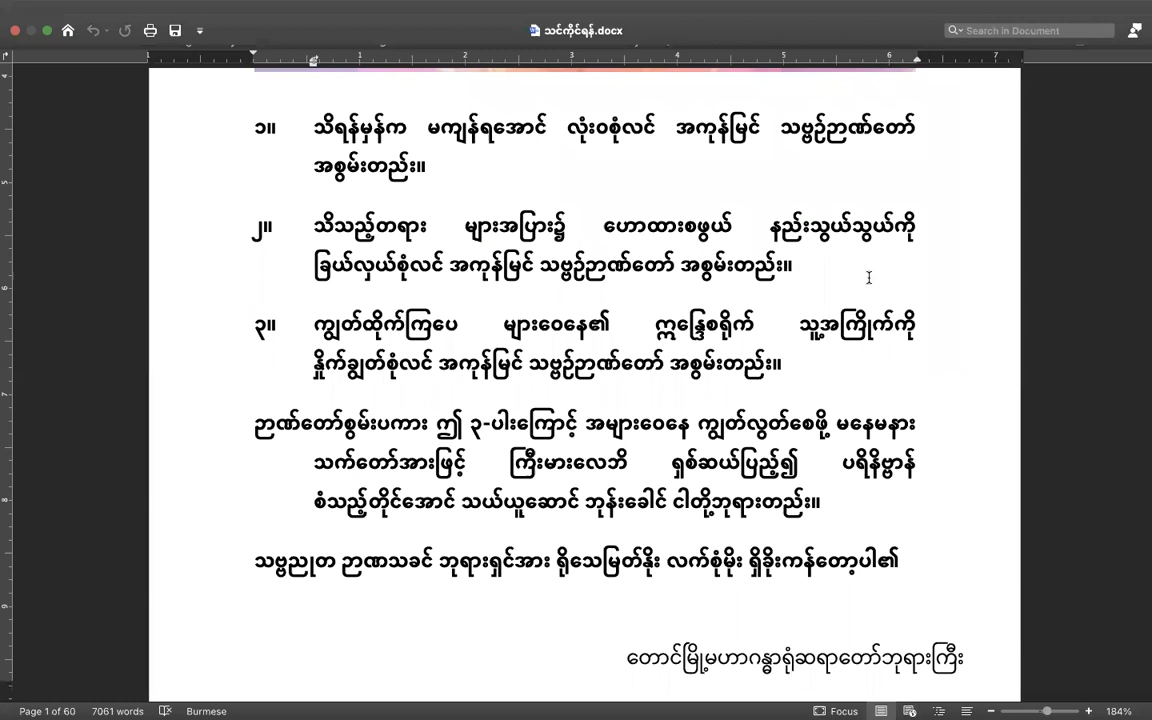 သင်ကိုင်ရန်.docx
Search in Document
၁။ သိရန်မှန်က မကျန်ရအောင် လုံးဝစုံလင် အကုန်မြင် သဗ္ဗဉ်ဉာဏ်တော်
အစွမ်းတည်း။
၂။ သိသည့်တရား များအပြား၌ ဟောထားစဖွယ် နည်းသွယ်သွယ်ကို
ခြယ်လှယ်စုံလင် အကုန်မြင် သဗ္ဗဉ်ဉာဏ်တော် အစွမ်းတည်း။
၃။ ကျွတ်ထိုက်ကြပေ များဝေနေ၏ ဣန္ဒြေစရိုက် သူ့အကြိုက်ကို
နှိုက်ချွတ်စုံလင် အကုန်မြင် သဗ္ဗဉ်ဉာဏ်တော် အစွမ်းတည်း။
ဉာဏ်တော်စွမ်းပကား ဤ ၃-ပါးကြောင့် အများဝေနေ ကျွတ်လွတ်စေဖို့ မနေမနား
သက်တော်အားဖြင့် ကြီးမားလေဘိ ရှစ်ဆယ်ပြည့်၍ ပရိနိဗ္ဗာန်
စံသည့်တိုင်အောင် သယ်ယူဆောင် ဘုန်းခေါင် ငါတို့ဘုရားတည်း။
သဗ္ဗညုတ ဉာဏသခင် ဘုရားရှင်အား ရိုသေမြတ်နိုး လက်စုံမိုး ရှိခိုးကန်တော့ပါ၏
တောင်မြို့မဟာဂန္ဓာရုံဆရာတော်ဘုရားကြီး
Page 1 of 60 7061 words Burmese Focus 184%